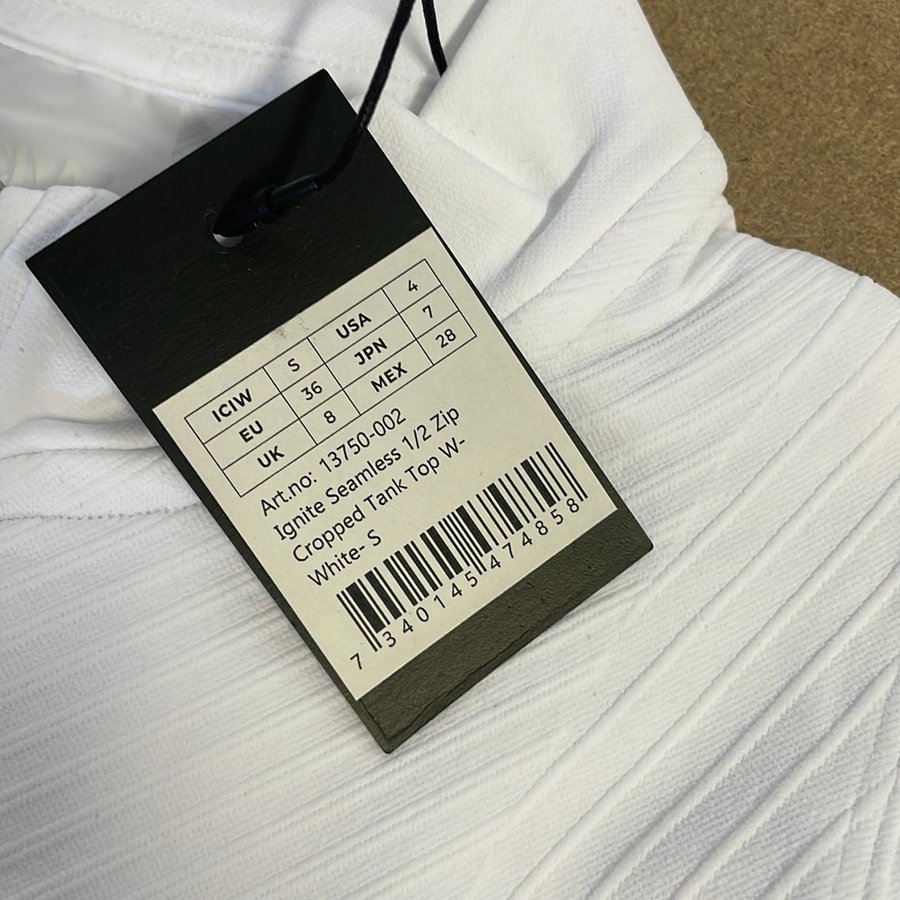 ICIW S USA 4
EU 36 JPN 7
UK 8 MEX 28
Art.no: 13750-002
Ignite Seamless 1/2 Zip
Cropped Tank Top W-
White- S
7 340145 474858